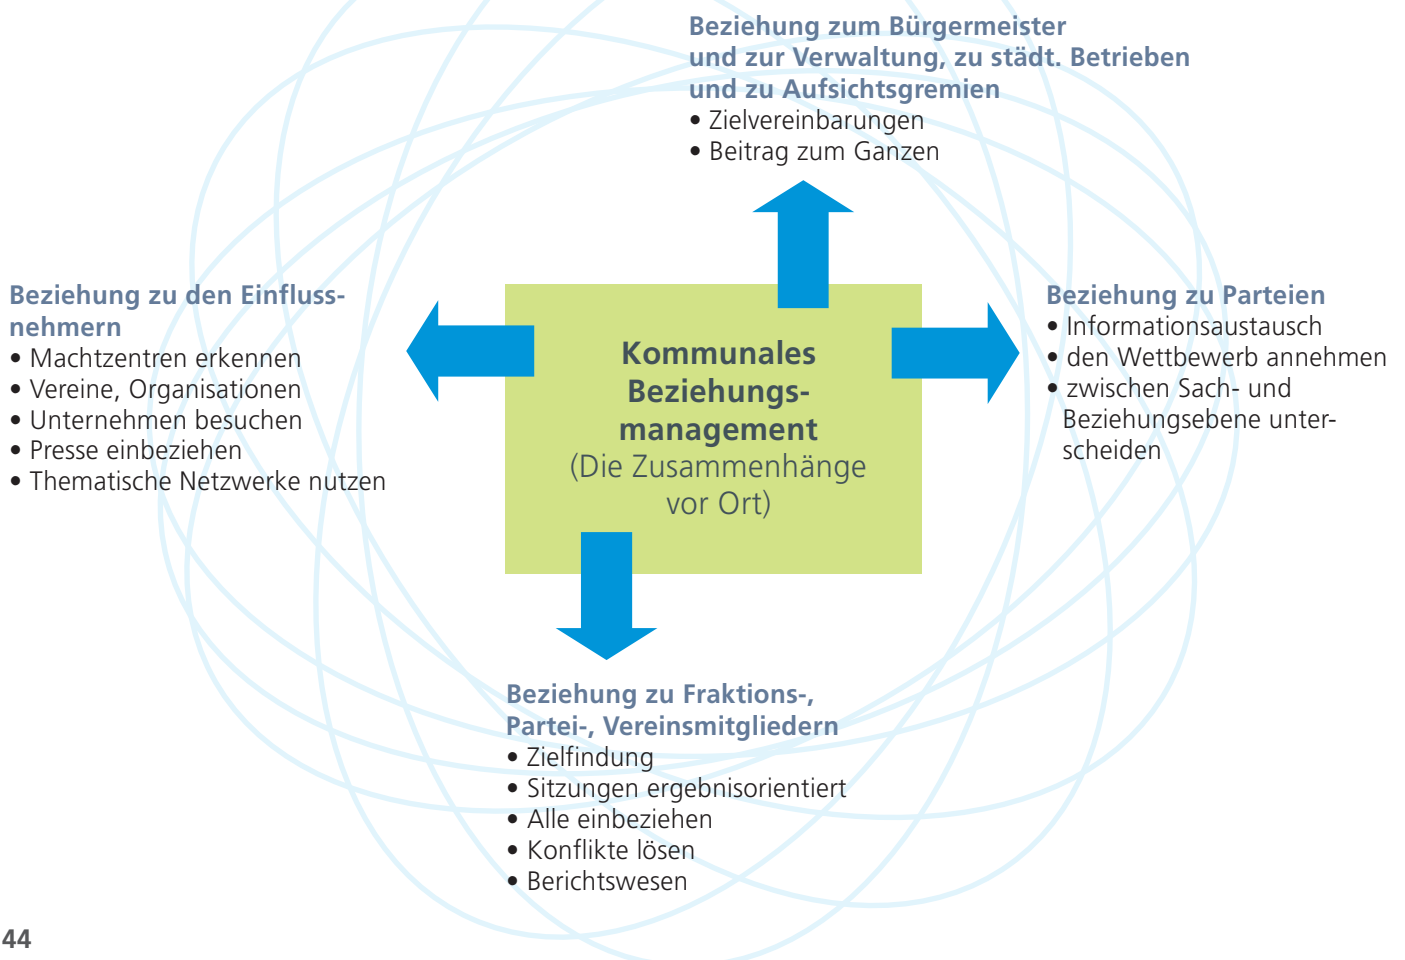 Beziehung zum Bürgermeister
und zur Verwaltung, zu städt. Betrieben
und zu Aufsichtsgremien
• Zielvereinbarungen
• Beitrag zum Ganzen
Beziehung zu den Einfluss-
nehmern
• Machtzentren erkennen
• Vereine, Organisationen
• Unternehmen besuchen
• Presse einbeziehen
• Thematische Netzwerke nutzen
Kommunales
Beziehungs-
management
(Die Zusammenhänge
vor Ort)
Beziehung zu Parteien
• Informationsaustausch
• den Wettbewerb annehmen
• zwischen Sach- und
Beziehungsebene unter-
scheiden
Beziehung zu Fraktions-,
Partei-, Vereinsmitgliedern
• Zielfindung
• Sitzungen ergebnisorientiert
• Alle einbeziehen
• Konflikte lösen
• Berichtswesen
44